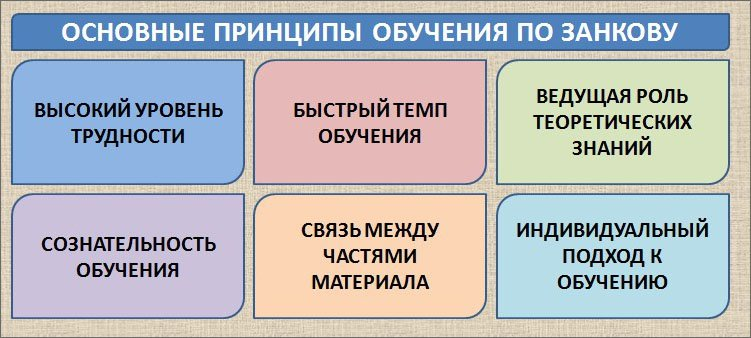 ОСНОВНЫЕ ПРИНЦИПЫ ОБУЧЕНИЯ ПО ЗАНКОВУ
ВЫСОКИЙ УРОВЕНЬ
ТРУДНОСТИ
БЫСТРЫЙ ТЕМП
ОБУЧЕНИЯ
ВЕДУЩАЯ РОЛЬ
ТЕОРЕТИЧЕСКИХ
ЗНАНИЙ
СОЗНАТЕЛЬНОСТЬ
ОБУЧЕНИЯ
СВЯЗЬ МЕЖДУ
ЧАСТЯМИ
МАТЕРИАЛА
ИНДИВИДУАЛЬНЫЙ
ПОДХОД К
ОБУЧЕНИЮ